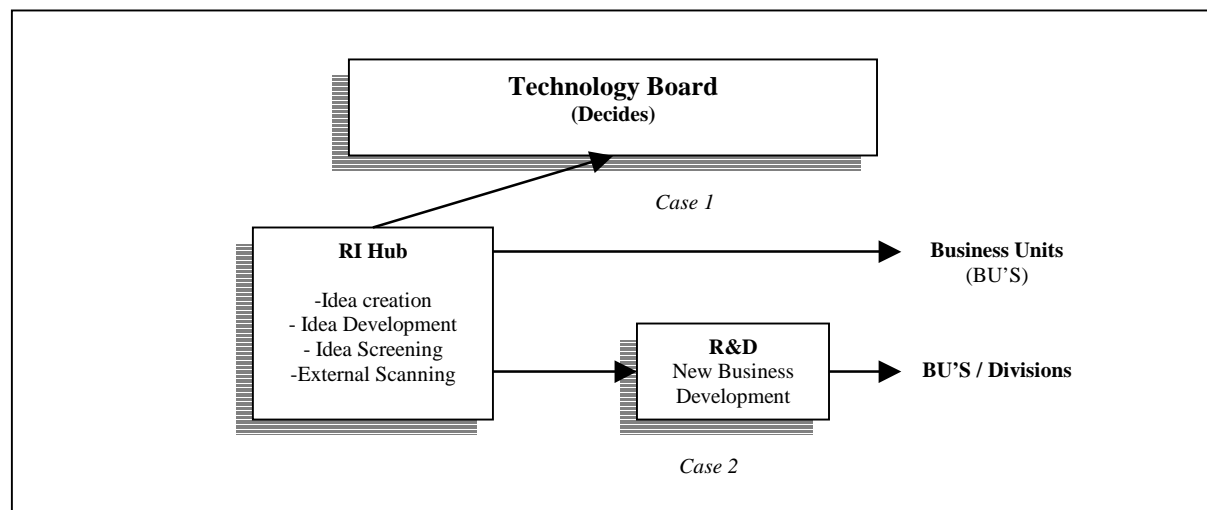 Technology Board
(Decides)
Case 1
RI Hub
-Idea creation
- Idea Development
- Idea Screening
-External Scanning
Business Units
(BU’S)
R&D
New Business
Development
BU’S / Divisions
Case 2